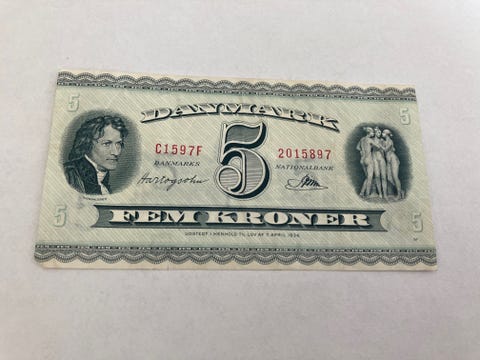 5
DANMARK
C1597F 5 2015897
DANMARKS NATIONALBANK
5 FEM KRONER 5
UDSTEDT I HENHOLD TIL LOV AF 7. APRIL 1936